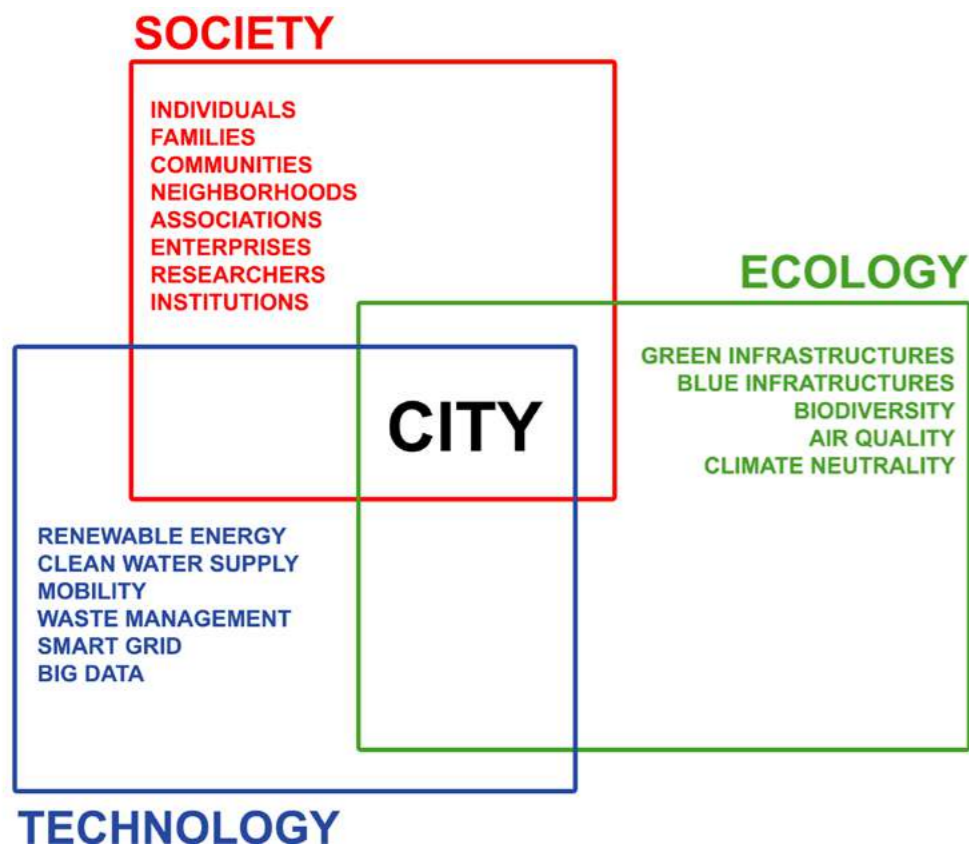 SOCIETY
INDIVIDUALS
FAMILIES
COMMUNITIES
NEIGHBORHOODS
ASSOCIATIONS
ENTERPRISES
RESEARCHERS
INSTITUTIONS
ECOLOGY
GREEN INFRASTRUCTURES
BLUE INFRATRUCTURES
BIODIVERSITY
AIR QUALITY
CLIMATE NEUTRALITY
CITY
RENEWABLE ENERGY
CLEAN WATER SUPPLY
MOBILITY
WASTE MANAGEMENT
SMART GRID
BIG DATA
TECHNOLOGY